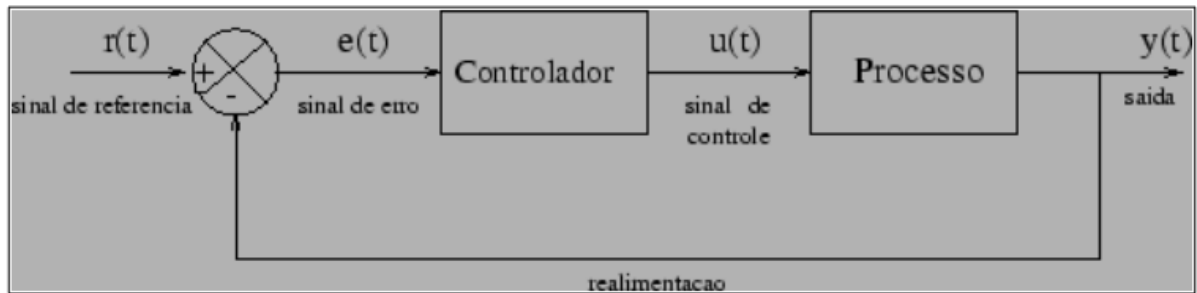 r(t)
e(t)
u(t)
y(t)
+
-
Controlador
Processo
sinal de referencia
sinal de erro
sinal de
controle
saida
realimentacao